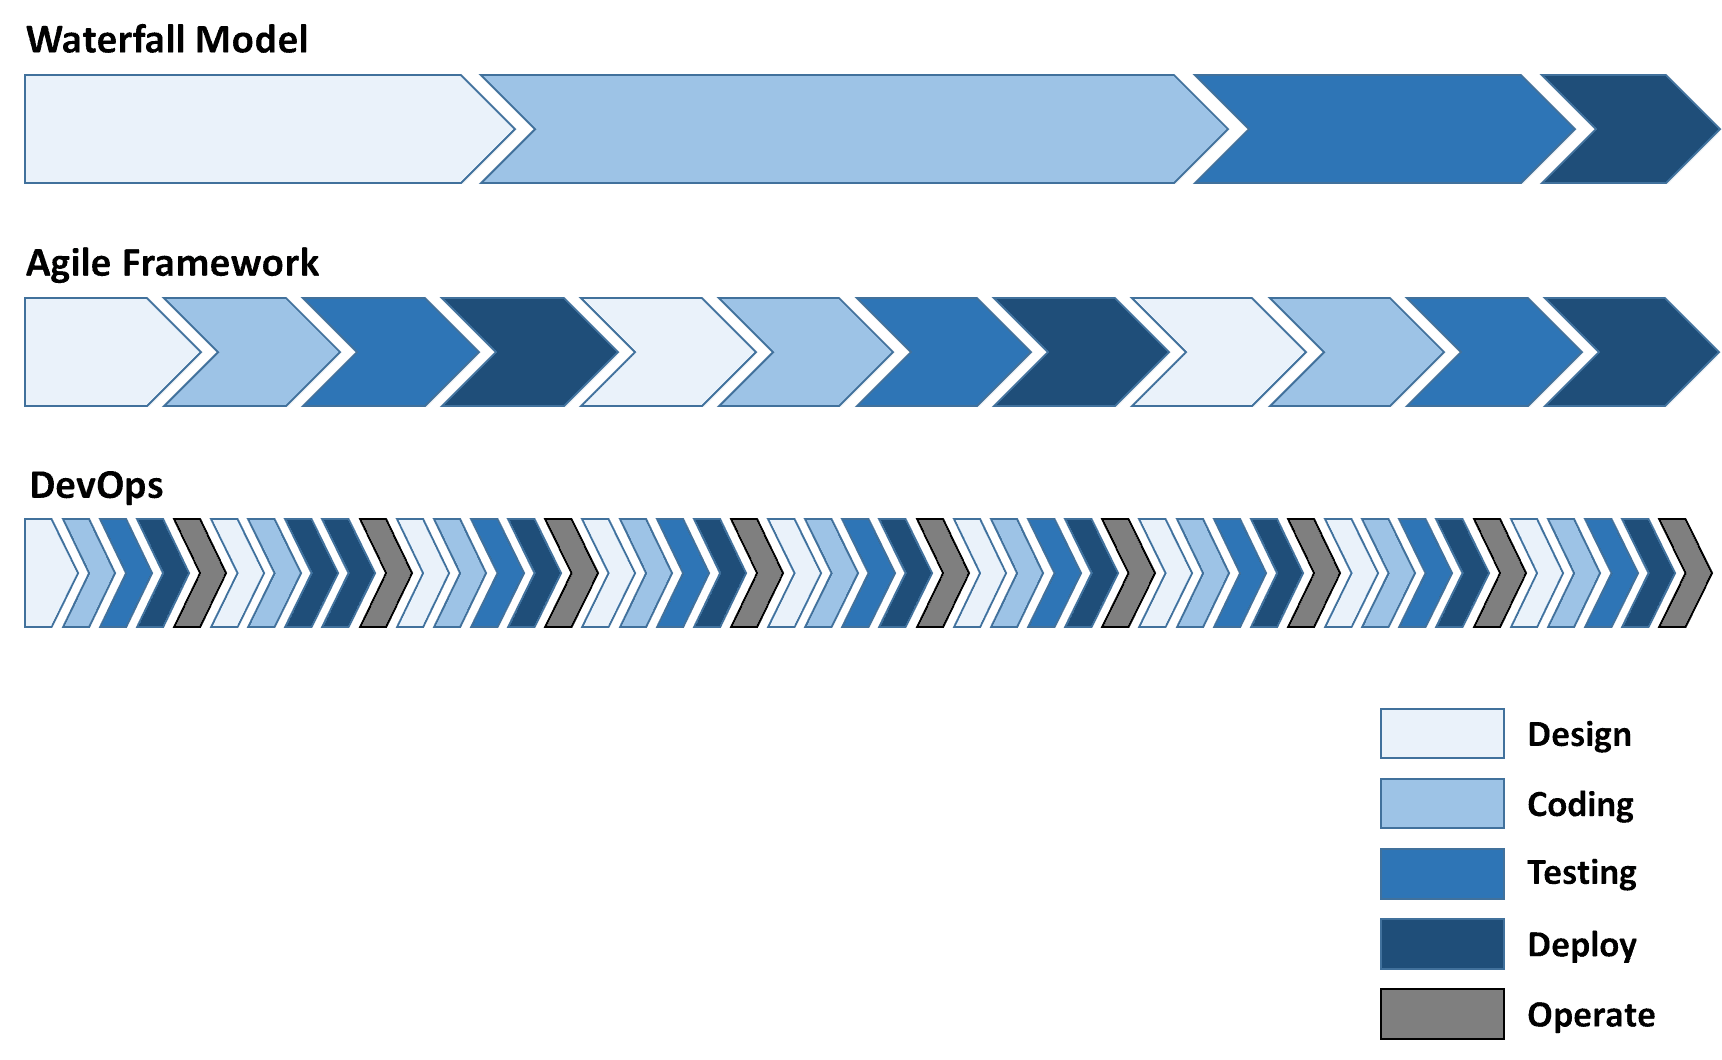 Waterfall Model
Agile Framework
DevOps
Design
Coding
Testing
Deploy
Operate